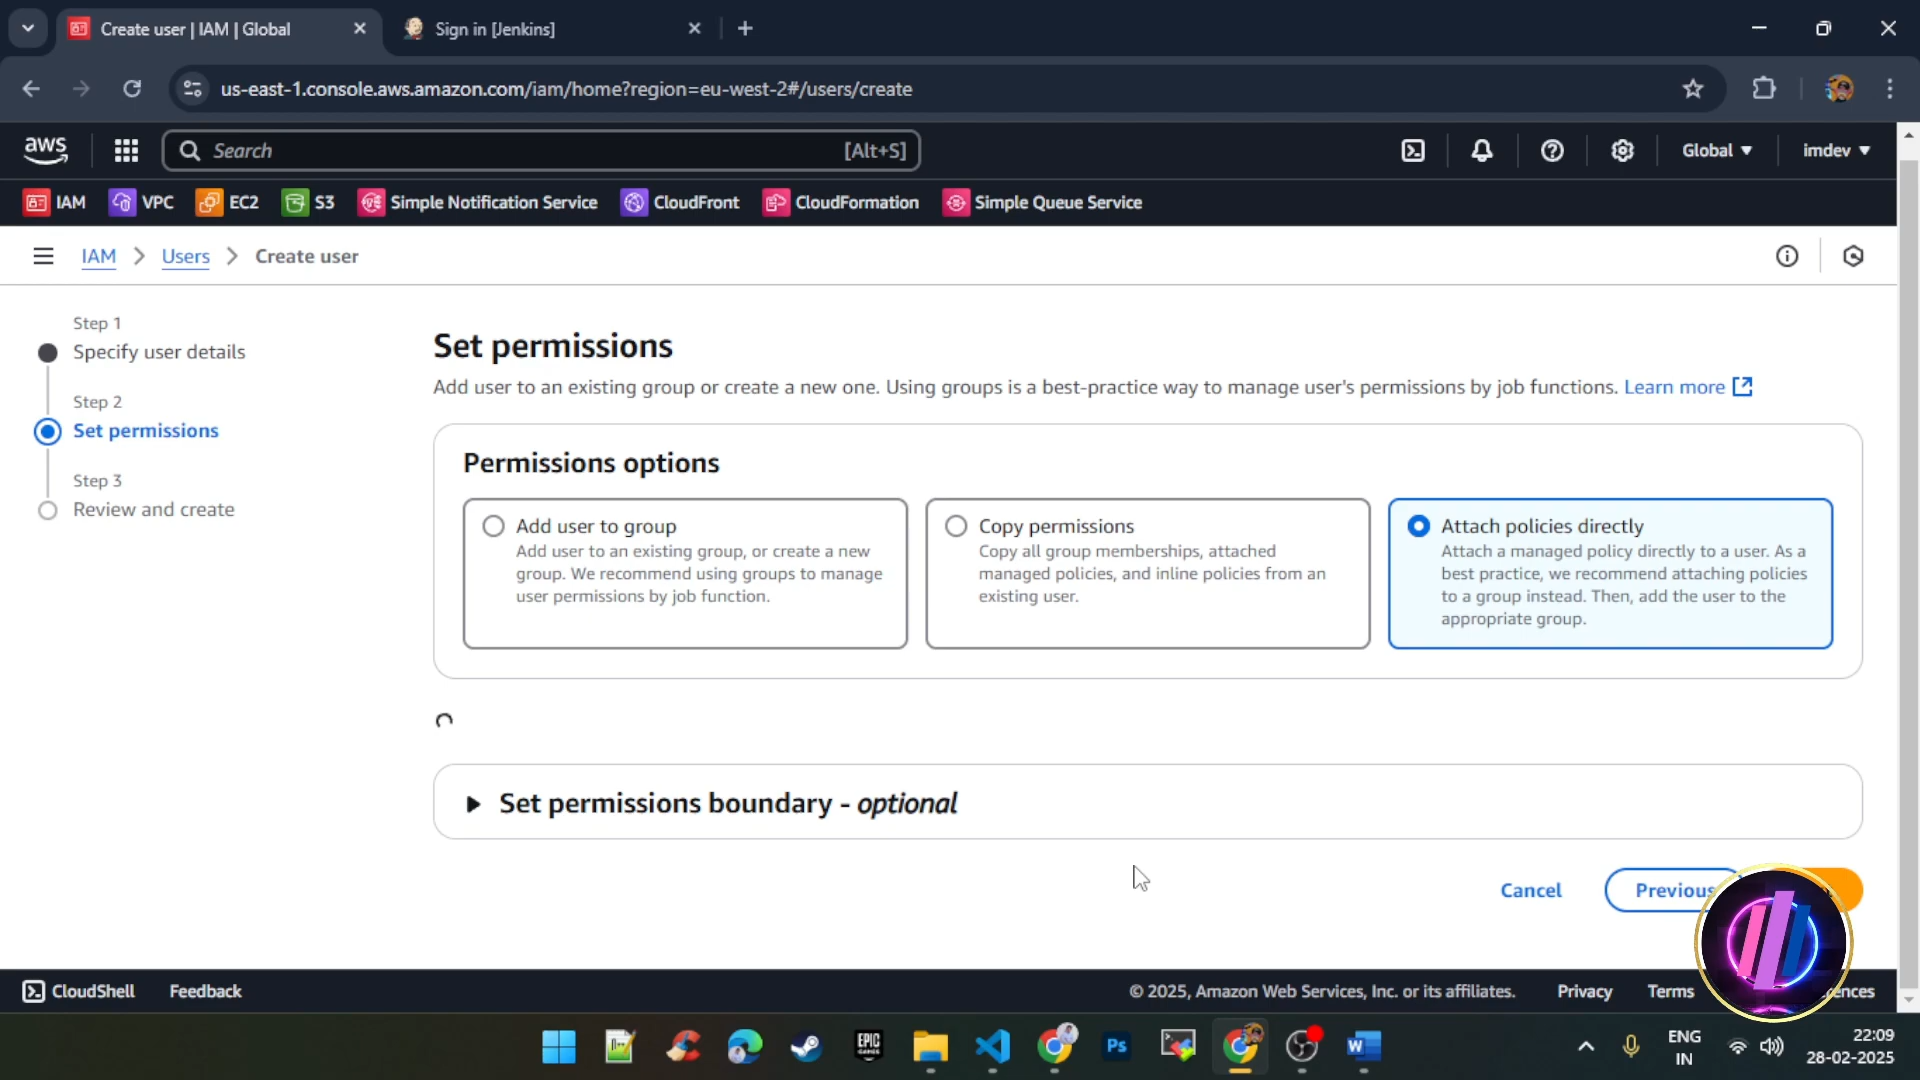 Create user | IAM | Global
Sign in [Jenkins]
us-east-1.console.aws.amazon.com/iam/home?region=eu-west-2#/users/create
aws
Search
[Alt+S]
Global
imdev
IAM
VPC
EC2
S3
Simple Notification Service
CloudFront
CloudFormation
Simple Queue Service
IAM
Users
Create user
Step 1
Specify user details
Step 2
Set permissions
Step 3
Review and create
Set permissions
Add user to an existing group or create a new one. Using groups is a best-practice way to manage user's permissions by job functions. Learn more
Permissions options
Add user to group
Add user to an existing group, or create a new
group. We recommend using groups to manage
user permissions by job function.
Copy permissions
Copy all group memberships, attached
managed policies, and inline policies from an
existing user.
Attach policies directly
Attach a managed policy directly to a user. As a
best practice, we recommend attaching policies
to a group instead. Then, add the user to the
appropriate group.
Set permissions boundary - optional
Cancel
Previous
CloudShell
Feedback
© 2025, Amazon Web Services, Inc. or its affiliates.
Privacy
Terms
EPIC
GAMES
Ps
W
ENG
IN
22:09
28-02-2025